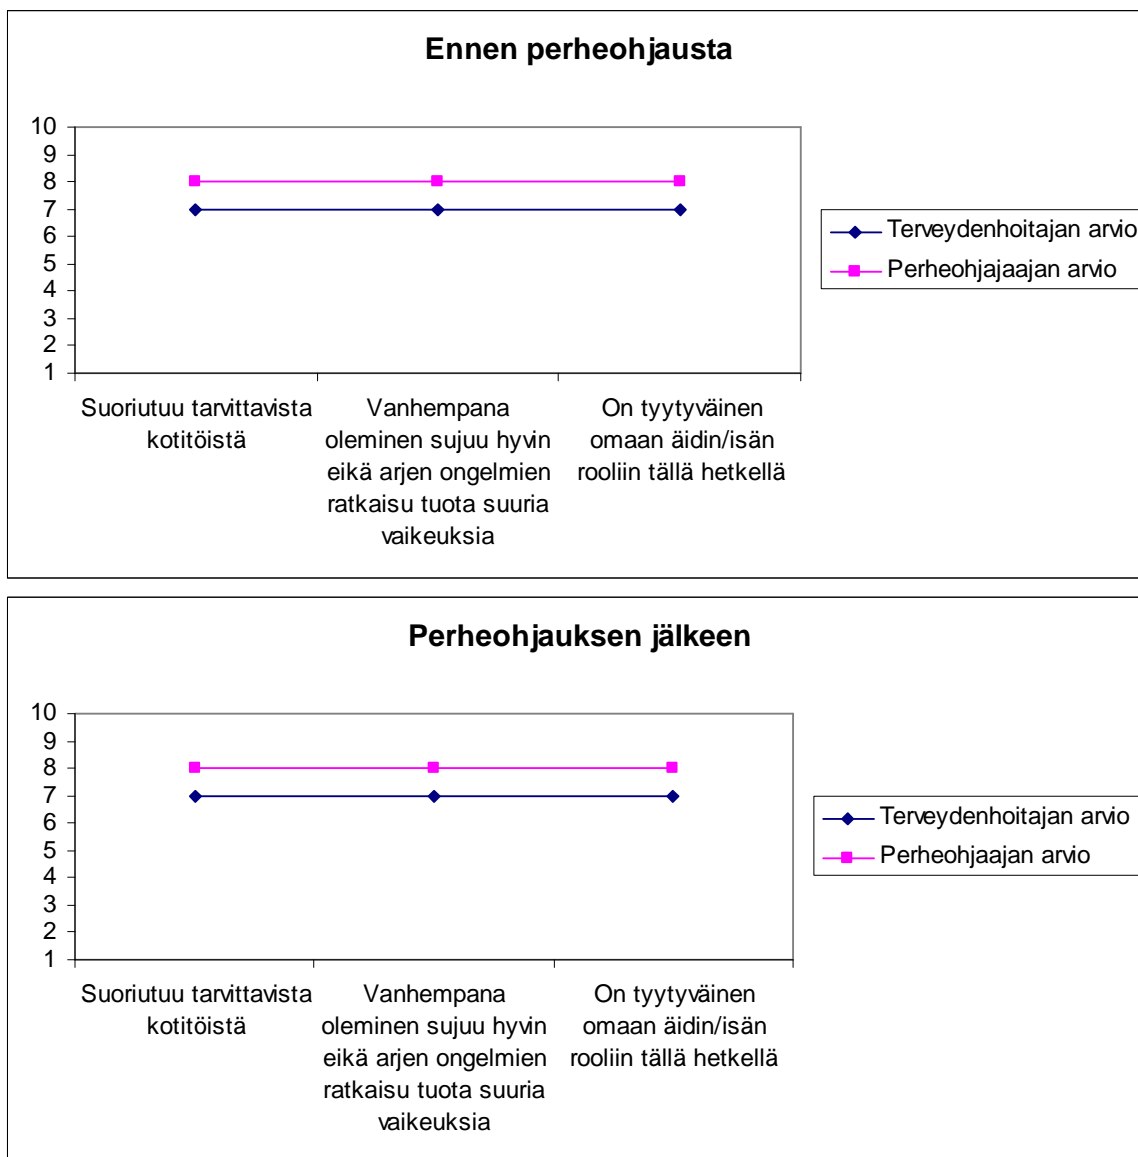 Ennen perheohjausta
10
9
8
7
6
5
4
3
2
1
Suoriutuu tarvittavista
kotitöistä
Vanhempana
oleminen sujuu hyvin
eikä arjen ongelmien
ratkaisu tuota suuria
vaikeuksia
On tyytyväinen
omaan äidin/isän
rooliin tällä hetkellä
Terveydenhoitajan arvio
Perheohjajaajan arvio
Perheohjauksen jälkeen
10
9
8
7
6
5
4
3
2
1
Suoriutuu tarvittavista
kotitöistä
Vanhempana
oleminen sujuu hyvin
eikä arjen ongelmien
ratkaisu tuota suuria
vaikeuksia
On tyytyväinen
omaan äidin/isän
rooliin tällä hetkellä
Terveydenhoitajan arvio
Perheohjaajan arvio